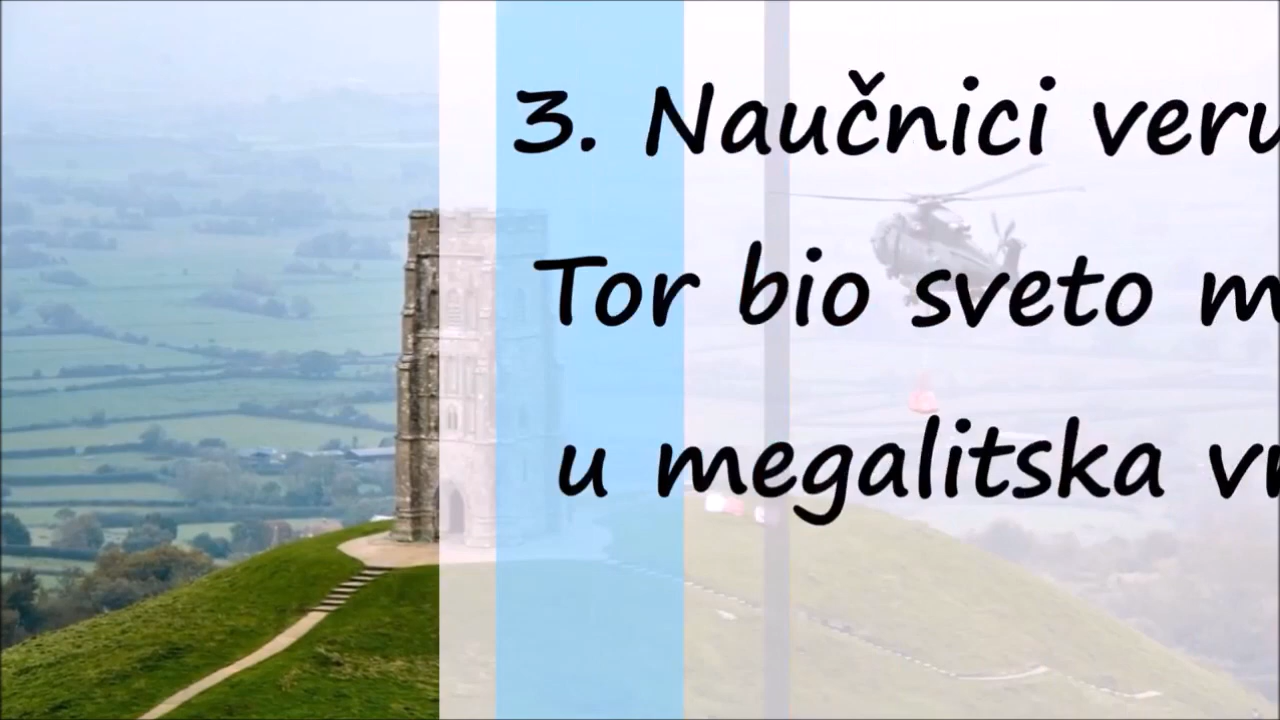 3. Naučnici veru
Tor bio sveto m
u megalitska vr